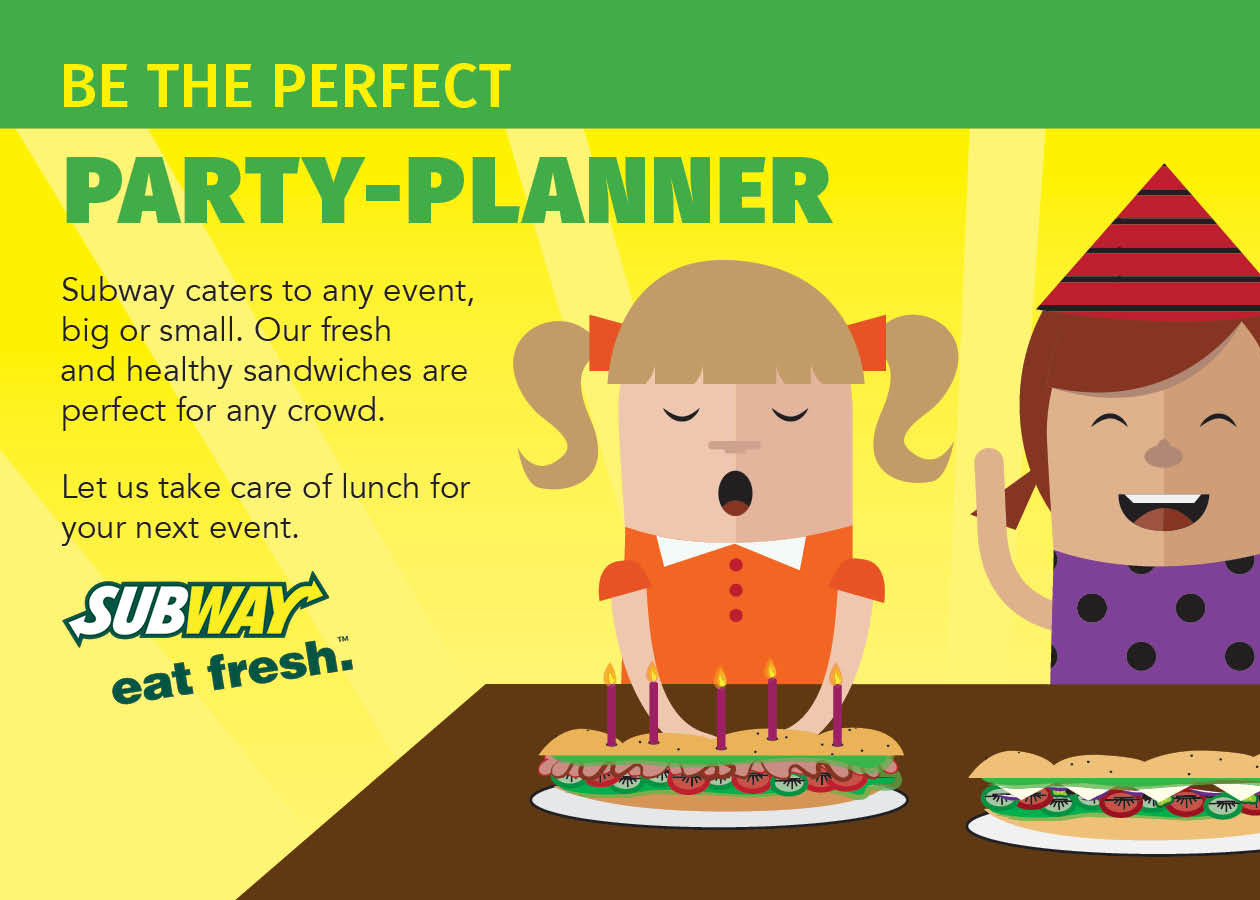 BE THE PERFECT
PARTY-PLANNER
Subway caters to any event,
big or small. Our fresh
and healthy sandwiches are
perfect for any crowd.
Let us take care of lunch for
your next event.
SUBWAY
eat fresh.™